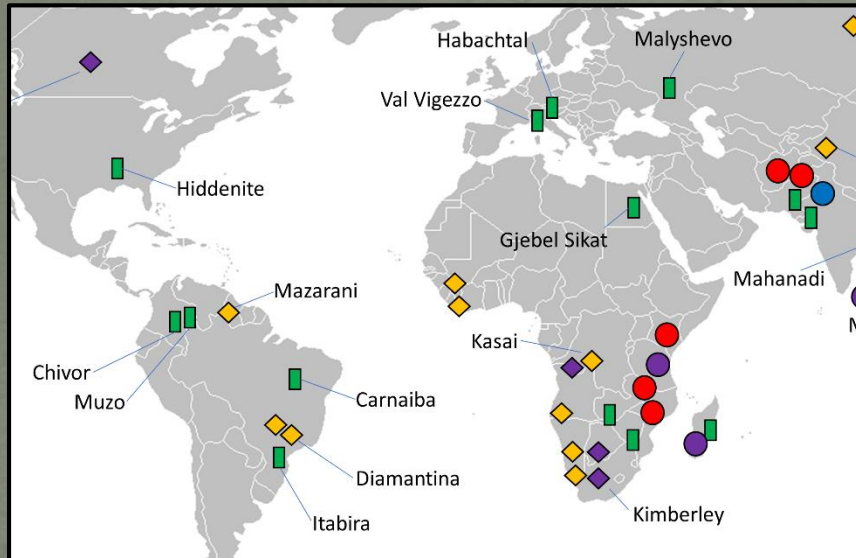 Habachtal
Malyshevo
Val Vigezzo
Hiddenite
Gjebel Sikat
Mahanadi
Mazarani
M
Kasai
Chivor
Muzo
Carnaiba
Diamantina
Itabira
Kimberley